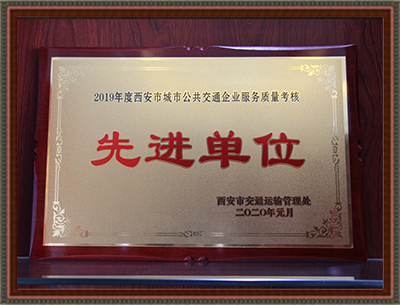 2019年度西安市城市公共交通企业服务质量考核
先进单位
西安市交通运输管理处
二〇二〇年元月